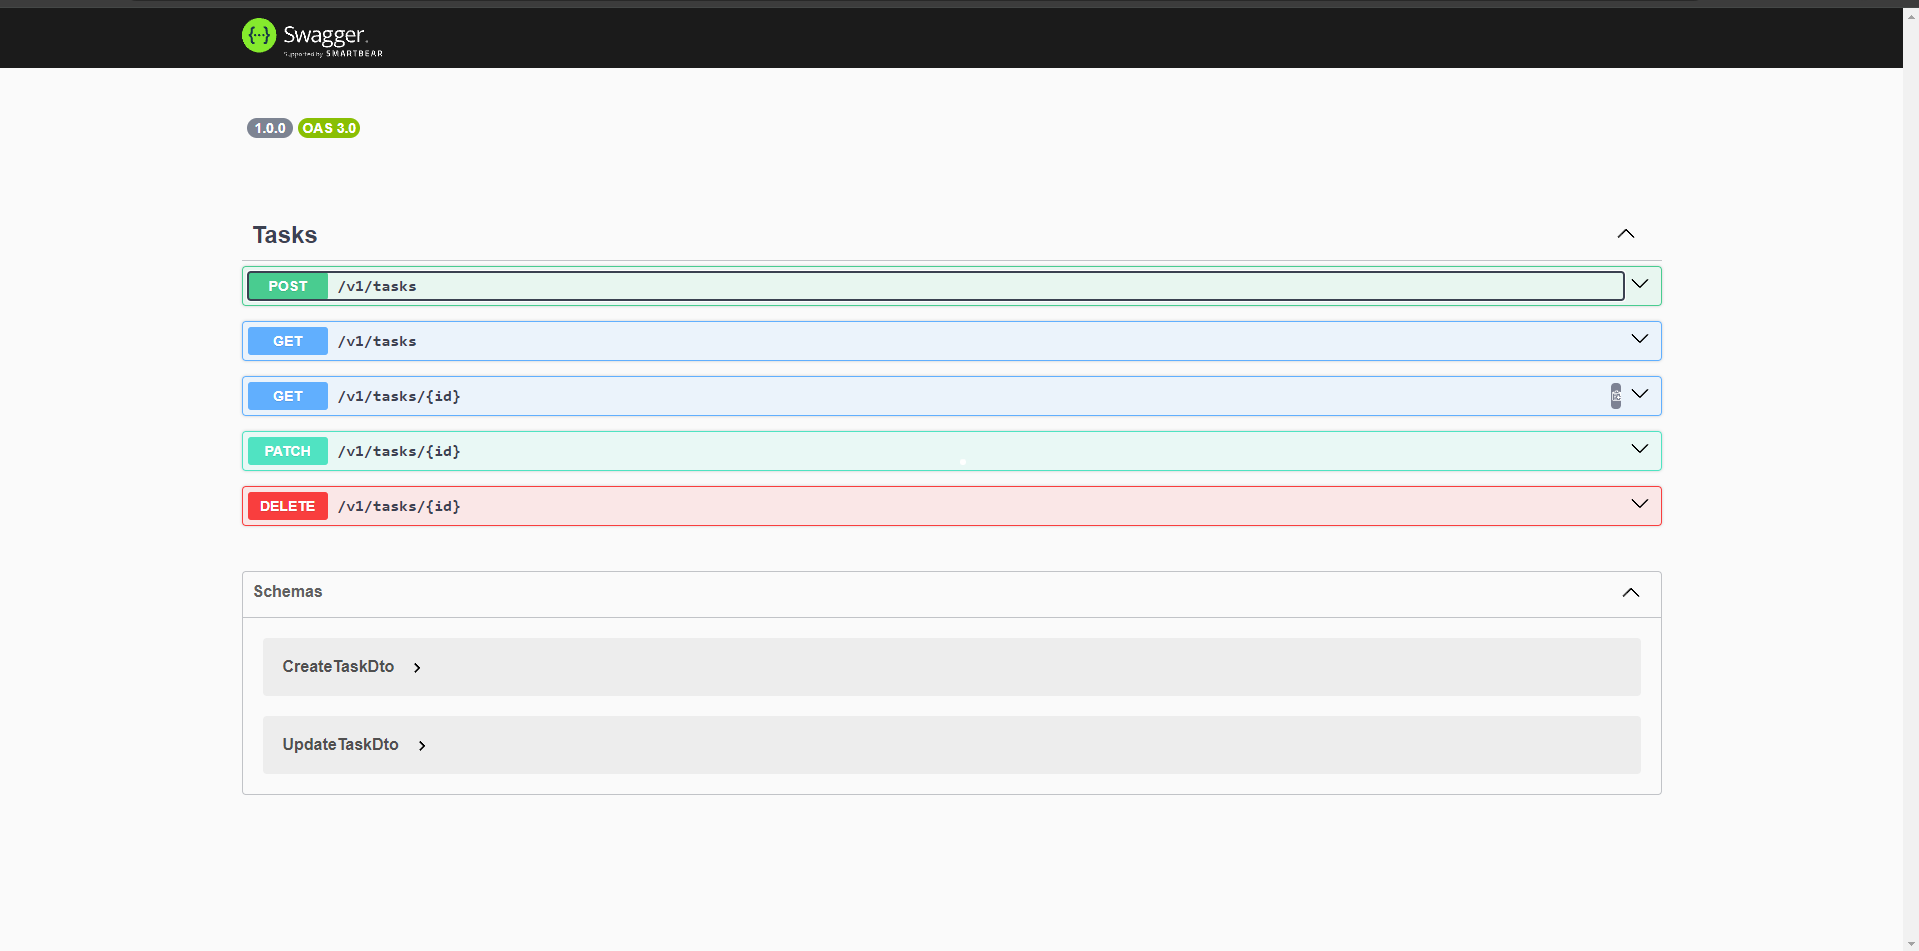 Swagger.
Supported by SMARTBEAR
1.0.0 OAS 3.0
Tasks
POST /v1/tasks
GET /v1/tasks
GET /v1/tasks/{id}
PATCH /v1/tasks/{id}
DELETE /v1/tasks/{id}
Schemas
CreateTaskDto
UpdateTaskDto